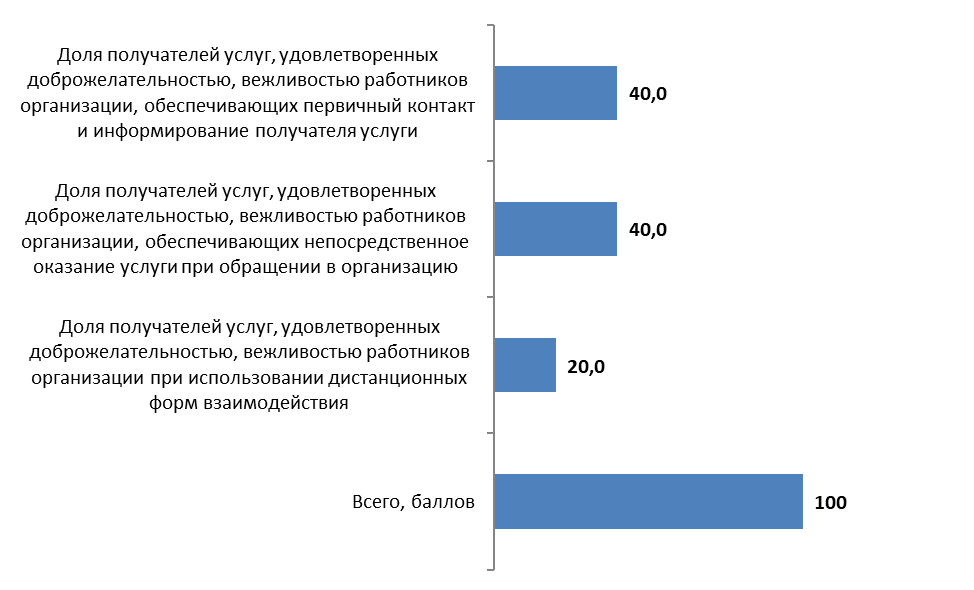 Доля получателей услуг, удовлетворенных
доброжелательностью, вежливостью работников
организации, обеспечивающих первичный контакт
и информирование получателя услуги
40,0
Доля получателей услуг, удовлетворенных
доброжелательностью, вежливостью работников
организации, обеспечивающих непосредственное
оказание услуги при обращении в организацию
40,0
Доля получателей услуг, удовлетворенных
доброжелательностью, вежливостью работников
организации при использовании дистанционных
форм взаимодействия
20,0
Всего, баллов
100